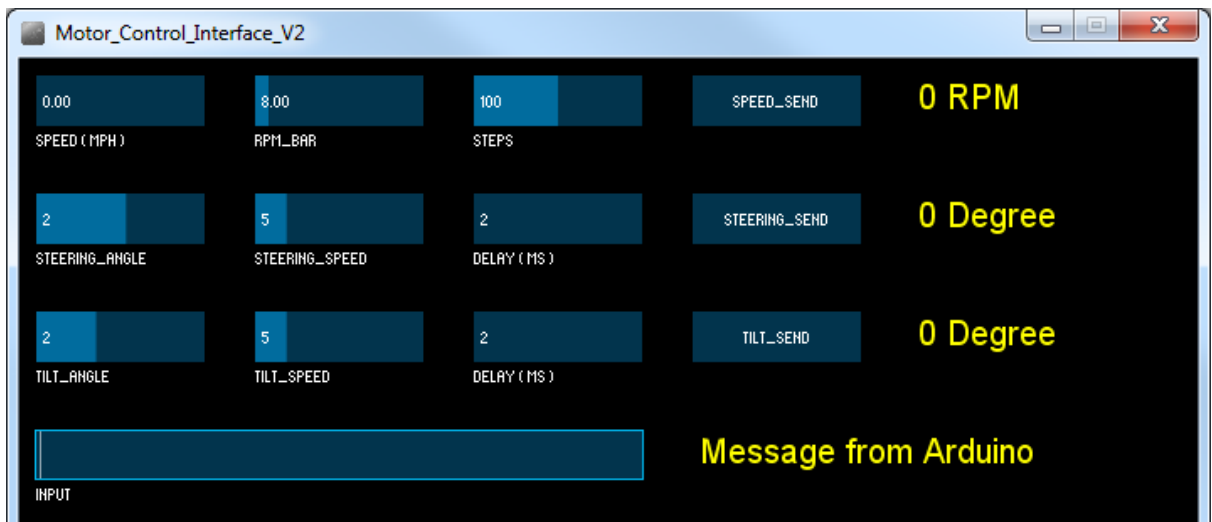 Motor_Control_Interface_V2
0.00 8.00 100 SPEED_SEND 0 RPM
SPEED(MPH) RPM_BAR STEPS
2 5 2 STEERING_SEND 0 Degree
STEERING_ANGLE STEERING_SPEED DELAY(MS)
2 5 2 TILT_SEND 0 Degree
TILT_ANGLE TILT_SPEED DELAY(MS)
Message from Arduino
INPUT